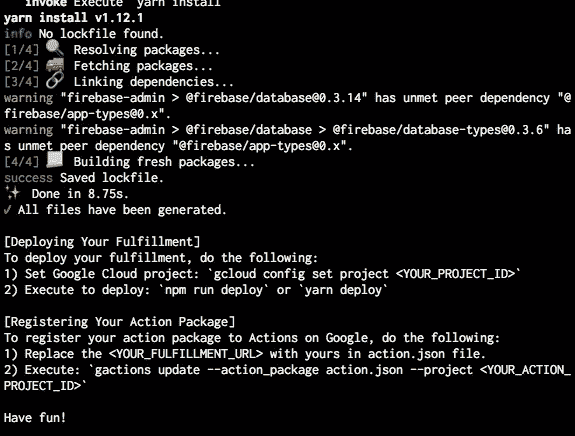 invoke Execute `yarn install`
yarn install v1.12.1
info No lockfile found.
[1/4] 🔍 Resolving packages...
[2/4] 🚚 Fetching packages...
[3/4] 🔗 Linking dependencies...
warning "firebase-admin > @firebase/database@0.3.14" has unmet peer dependency "@
firebase/app-types@0.x".
warning "firebase-admin > @firebase/database > @firebase/database-types@0.3.6" ha
s unmet peer dependency "@firebase/app-types@0.x".
[4/4] 📃 Building fresh packages...
success Saved lockfile.
✨ Done in 8.75s.
✔ All files have been generated.
[Deploying Your Fulfillment]
To deploy your fulfillment, do the following:
1) Set Google Cloud project: `gcloud config set project <YOUR_PROJECT_ID>`
2) Execute to deploy: `npm run deploy` or `yarn deploy`
[Registering Your Action Package]
To register your action package to Actions on Google, do the following:
1) Replace the <YOUR_FULFILLMENT_URL> with yours in action.json file.
2) Execute: `gactions update --action_package action.json --project <YOUR_ACTION_
PROJECT_ID>`
Have fun!